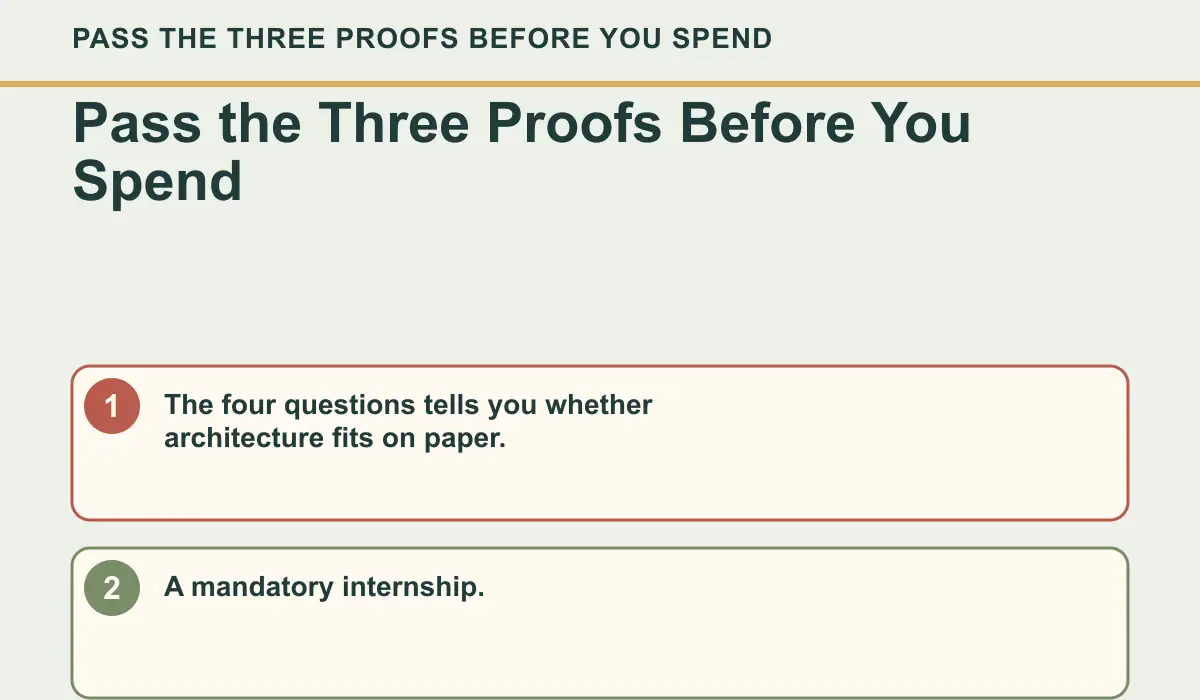 PASS THE THREE PROOFS BEFORE YOU SPEND
Pass the Three Proofs Before You
Spend
1
The four questions tells you whether
architecture fits on paper.
2
A mandatory internship.